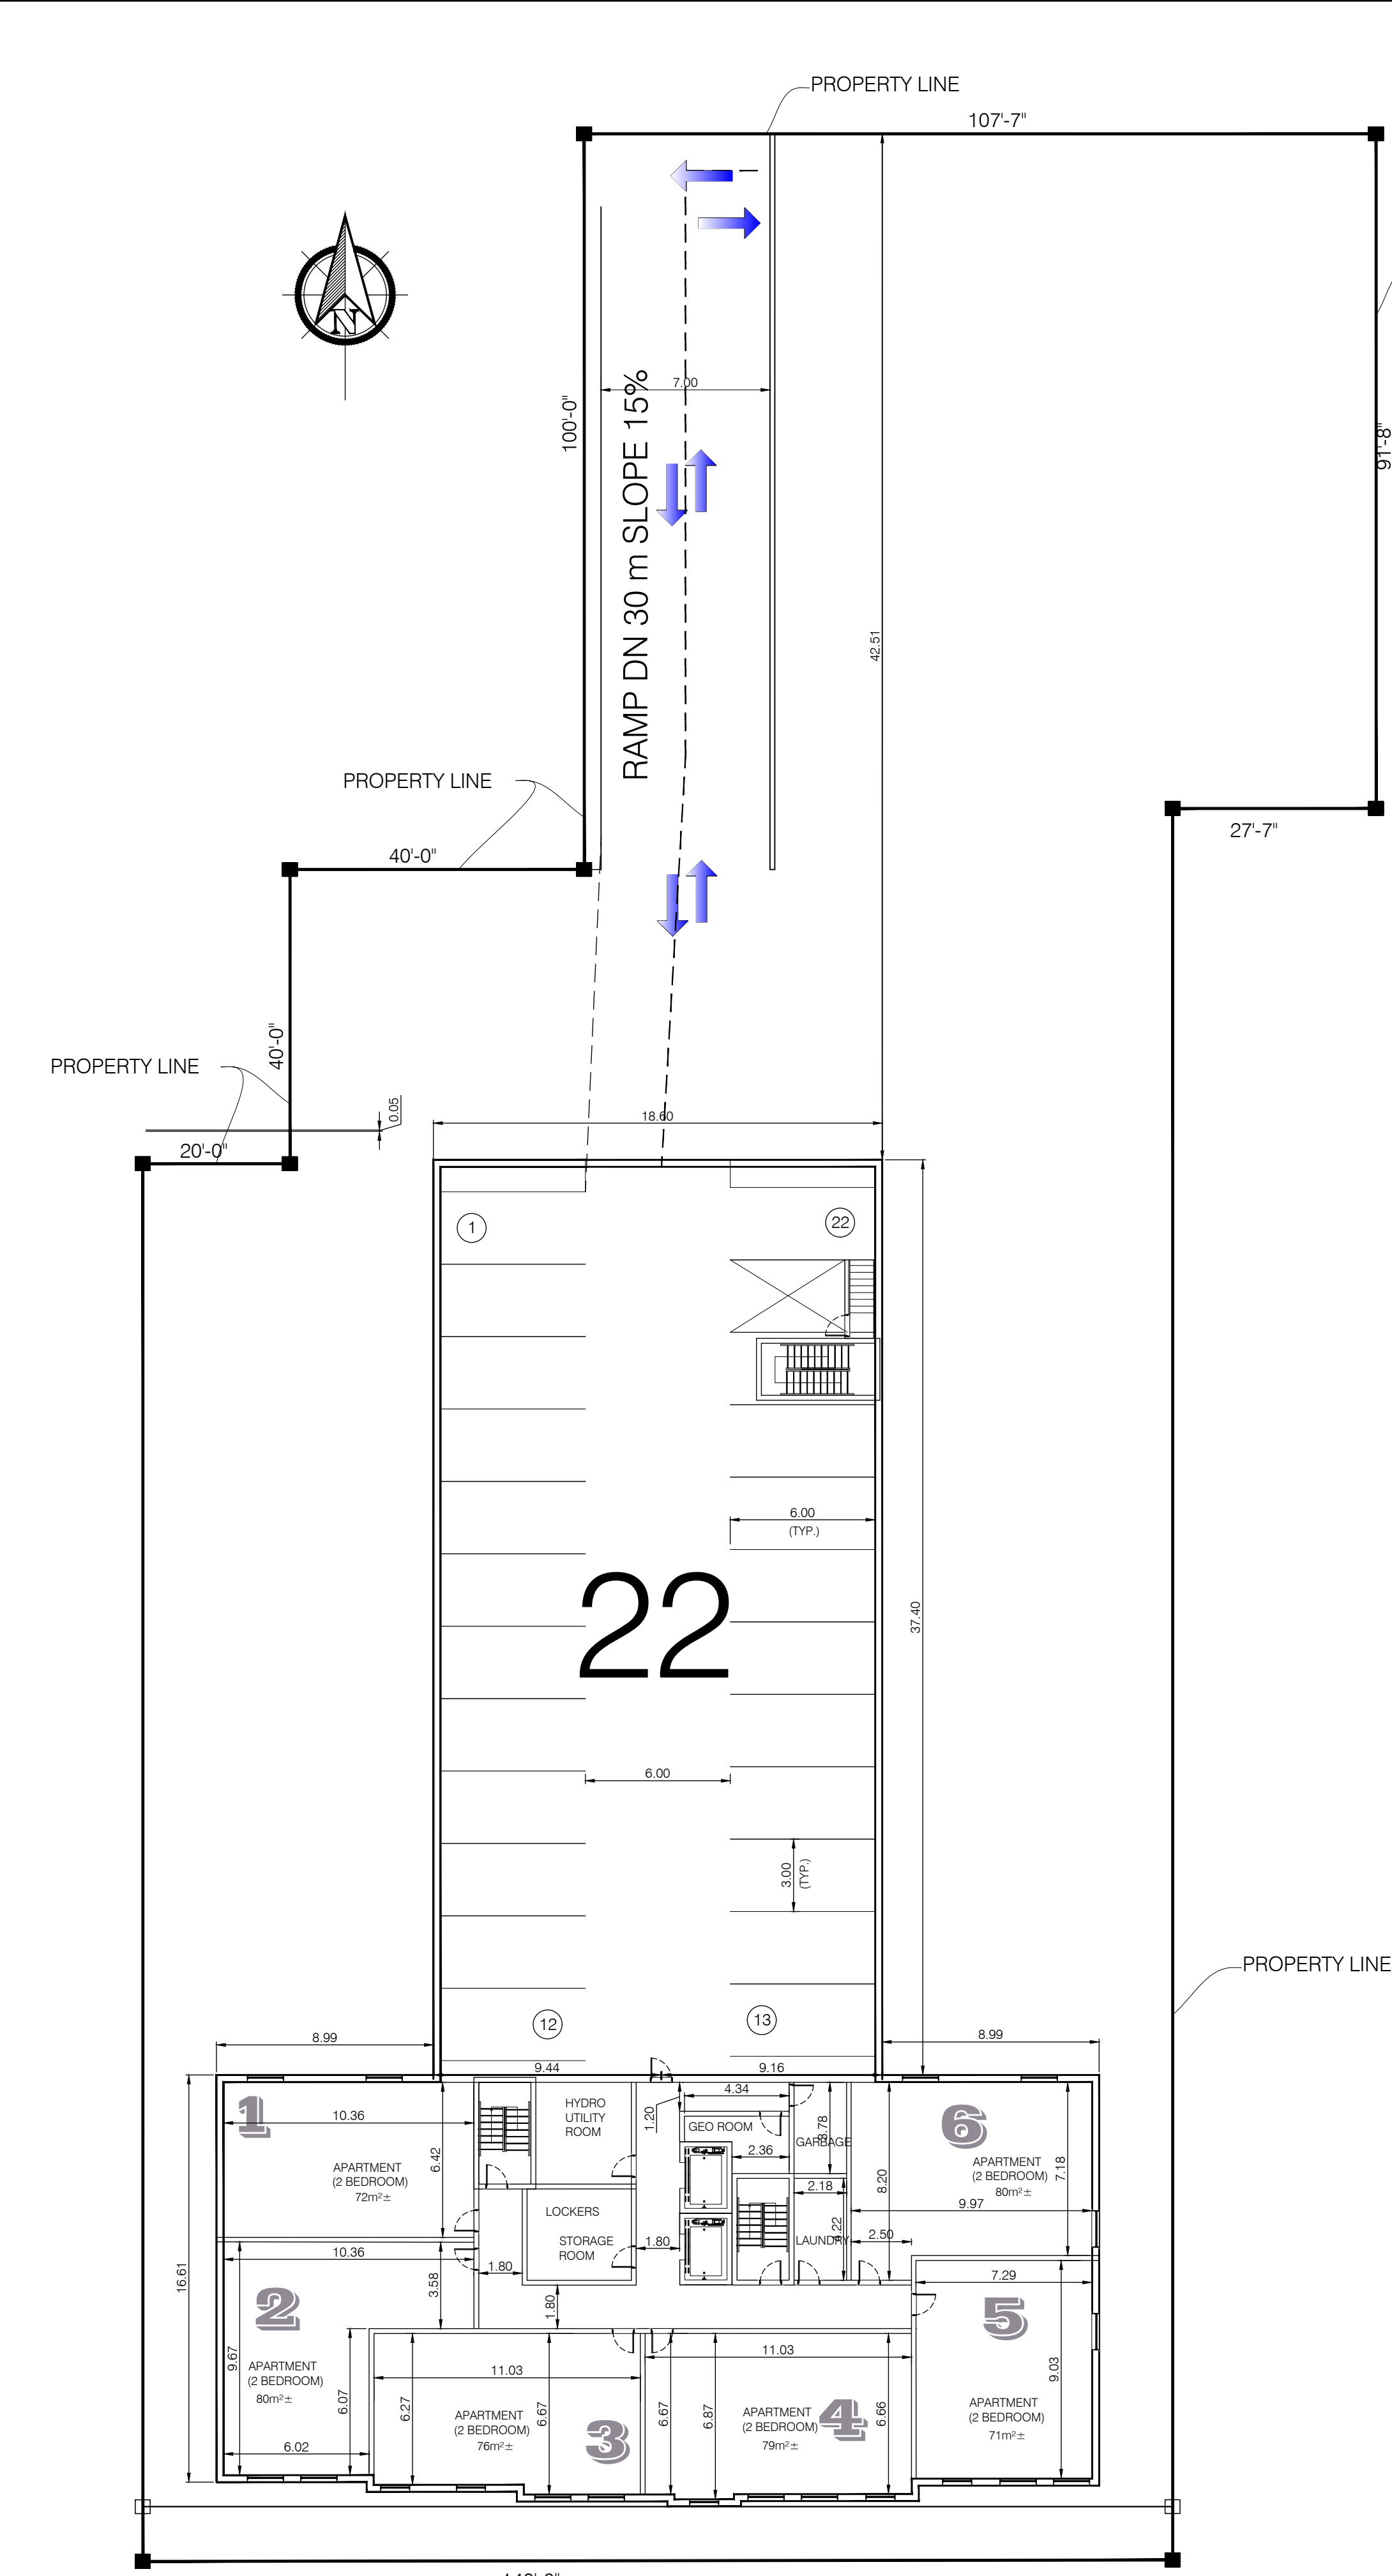 PROPERTY LINE
107'-7"
N
7.00
100'-0"
RAMP DN 30 m SLOPE 15%
91'-8"
42.51
PROPERTY LINE
27'-7"
40'-0"
40'-0"
PROPERTY LINE
0.05
18.60
20'-0"
1
22
6.00
(TYP.)
22
37.40
6.00
3.00
(TYP.)
PROPERTY LINE
12
13
8.99
8.99
9.44
9.16
1
10.36
6.42
HYDRO
UTILITY
ROOM
1.20
4.34
GEO ROOM
3.78
GARBAGE
2.36
6
APARTMENT
(2 BEDROOM)
72m²±
APARTMENT
(2 BEDROOM)
80m²±
7.18
8.20
2.18
9.97
LOCKERS
STORAGE
ROOM
1.80
LAUNDRY
2.50
10.36
16.61
3.58
1.80
1.80
7.29
2
5
9.67
APARTMENT
(2 BEDROOM)
80m²±
6.07
6.02
11.03
6.27
6.67
APARTMENT
(2 BEDROOM)
76m²±
3
11.03
6.67
6.87
6.66
APARTMENT
(2 BEDROOM)
79m²±
4
9.03
APARTMENT
(2 BEDROOM)
71m²±